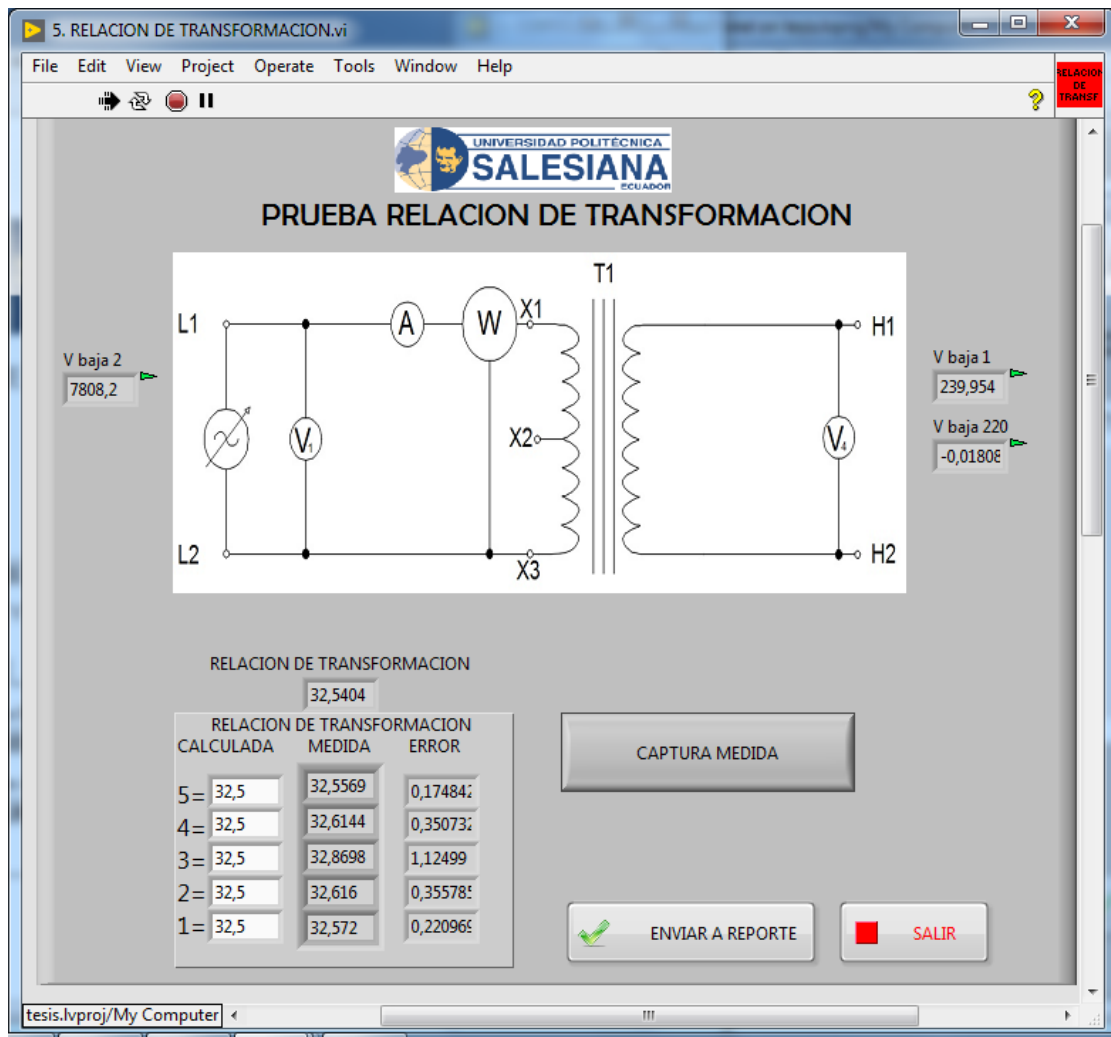 5. RELACION DE TRANSFORMACION.vi
File Edit View Project Operate Tools Window Help
RELACION
DE
TRANSF
UNIVERSIDAD POLITÉCNICA
SALESIANA
ECUADOR
PRUEBA RELACION DE TRANSFORMACION
T1
L1
A
W
X1
H1
V baja 2
7808,2
V baja 1
239,954
V1
X2
V4
V baja 220
-0,01808
L2
X3
H2
RELACION DE TRANSFORMACION
32,5404
RELACION DE TRANSFORMACION
CALCULADA MEDIDA ERROR
5= 32,5 32,5569 0,174842
4= 32,5 32,6144 0,350732
3= 32,5 32,8698 1,12499
2= 32,5 32,616 0,355785
1= 32,5 32,572 0,220969
CAPTURA MEDIDA
ENVIAR A REPORTE
SALIR
tesis.lvproj/My Computer